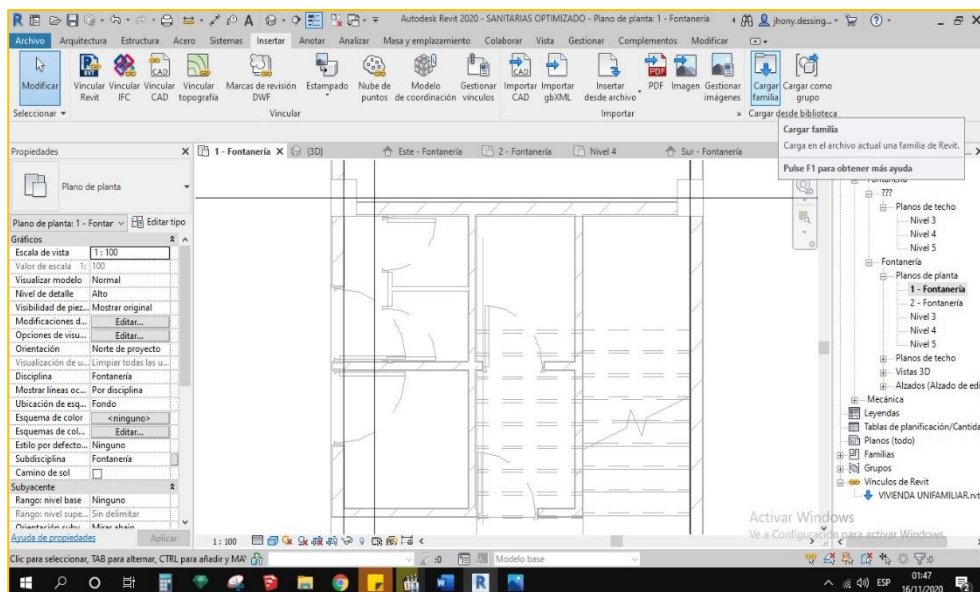 Autodesk Revit 2020 - SANITARIAS OPTIMIZADO - Plano de planta: 1 - Fontanería
jhony.dessing...
Archivo Arquitectura Estructura Acero Sistemas Insertar Anotar Analizar Masa y emplazamiento Colaborar Vista Gestionar Complementos Modificar
Modificar
Vincular Revit
Vincular IFC
Vincular CAD
Vincular topografía
Marcas de revisión DWF
Estampado
Nube de puntos
Modelo de coordinación
Gestionar vínculos
Importar CAD
Importar gbXML
Insertar desde archivo
PDF
Imagen
Gestionar imágenes
Cargar familia
Cargar como grupo
Seleccionar
Vincular
Importar
Cargar desde biblioteca
Cargar familia
Carga en el archivo actual una familia de Revit.
Pulse F1 para obtener más ayuda
Propiedades
1 - Fontanería
{3D}
Este - Fontanería
2 - Fontanería
Nivel 4
Sur - Fontanería
Plano de planta
Plano de planta: 1 - Fontar
Editar tipo
Gráficos
Escala de vista 1 : 100
Valor de escala 1: 100
Visualizar modelo Normal
Nivel de detalle Alto
Visibilidad de piez... Mostrar original
Modificaciones d... Editar...
Opciones de visu... Editar...
Orientación Norte de proyecto
Visualización de u... Limpiar todas las u...
Disciplina Fontanería
Mostrar líneas oc... Por disciplina
Ubicación de esq... Fondo
Esquema de color <ninguno>
Esquemas de col... Editar...
Estilo por defecto... Ninguno
Subdisciplina Fontanería
Camino de sol
Subyacente
Rango: nivel base Ninguno
Rango: nivel supe... Sin delimitar
Ayuda de propiedades
Aplicar
???
Planos de techo
Nivel 3
Nivel 4
Nivel 5
Fontanería
Planos de planta
1 - Fontanería
2 - Fontanería
Nivel 3
Nivel 4
Nivel 5
Planos de techo
Vistas 3D
Alzados (Alzado de edi
Mecánica
Leyendas
Tablas de planificación/Cantida
Planos (todo)
Familias
Grupos
Vínculos de Revit
VIVIENDA UNIFAMILIAR.rvt
Activar Windows
Ve a Configuración para activar Windows.
1 : 100
Clic para seleccionar, TAB para alternar, CTRL para añadir y MAY
:0
Modelo base
:0
ESP
01:47
16/11/2020